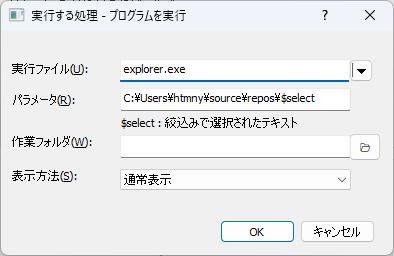 実行する処理 - プログラムを実行
実行ファイル(U):
explorer.exe
パラメータ(R):
C:¥Users¥htmny¥source¥repos¥$select
$select : 絞込みで選択されたテキスト
作業フォルダ(W):
表示方法(S):
通常表示
OK
キャンセル